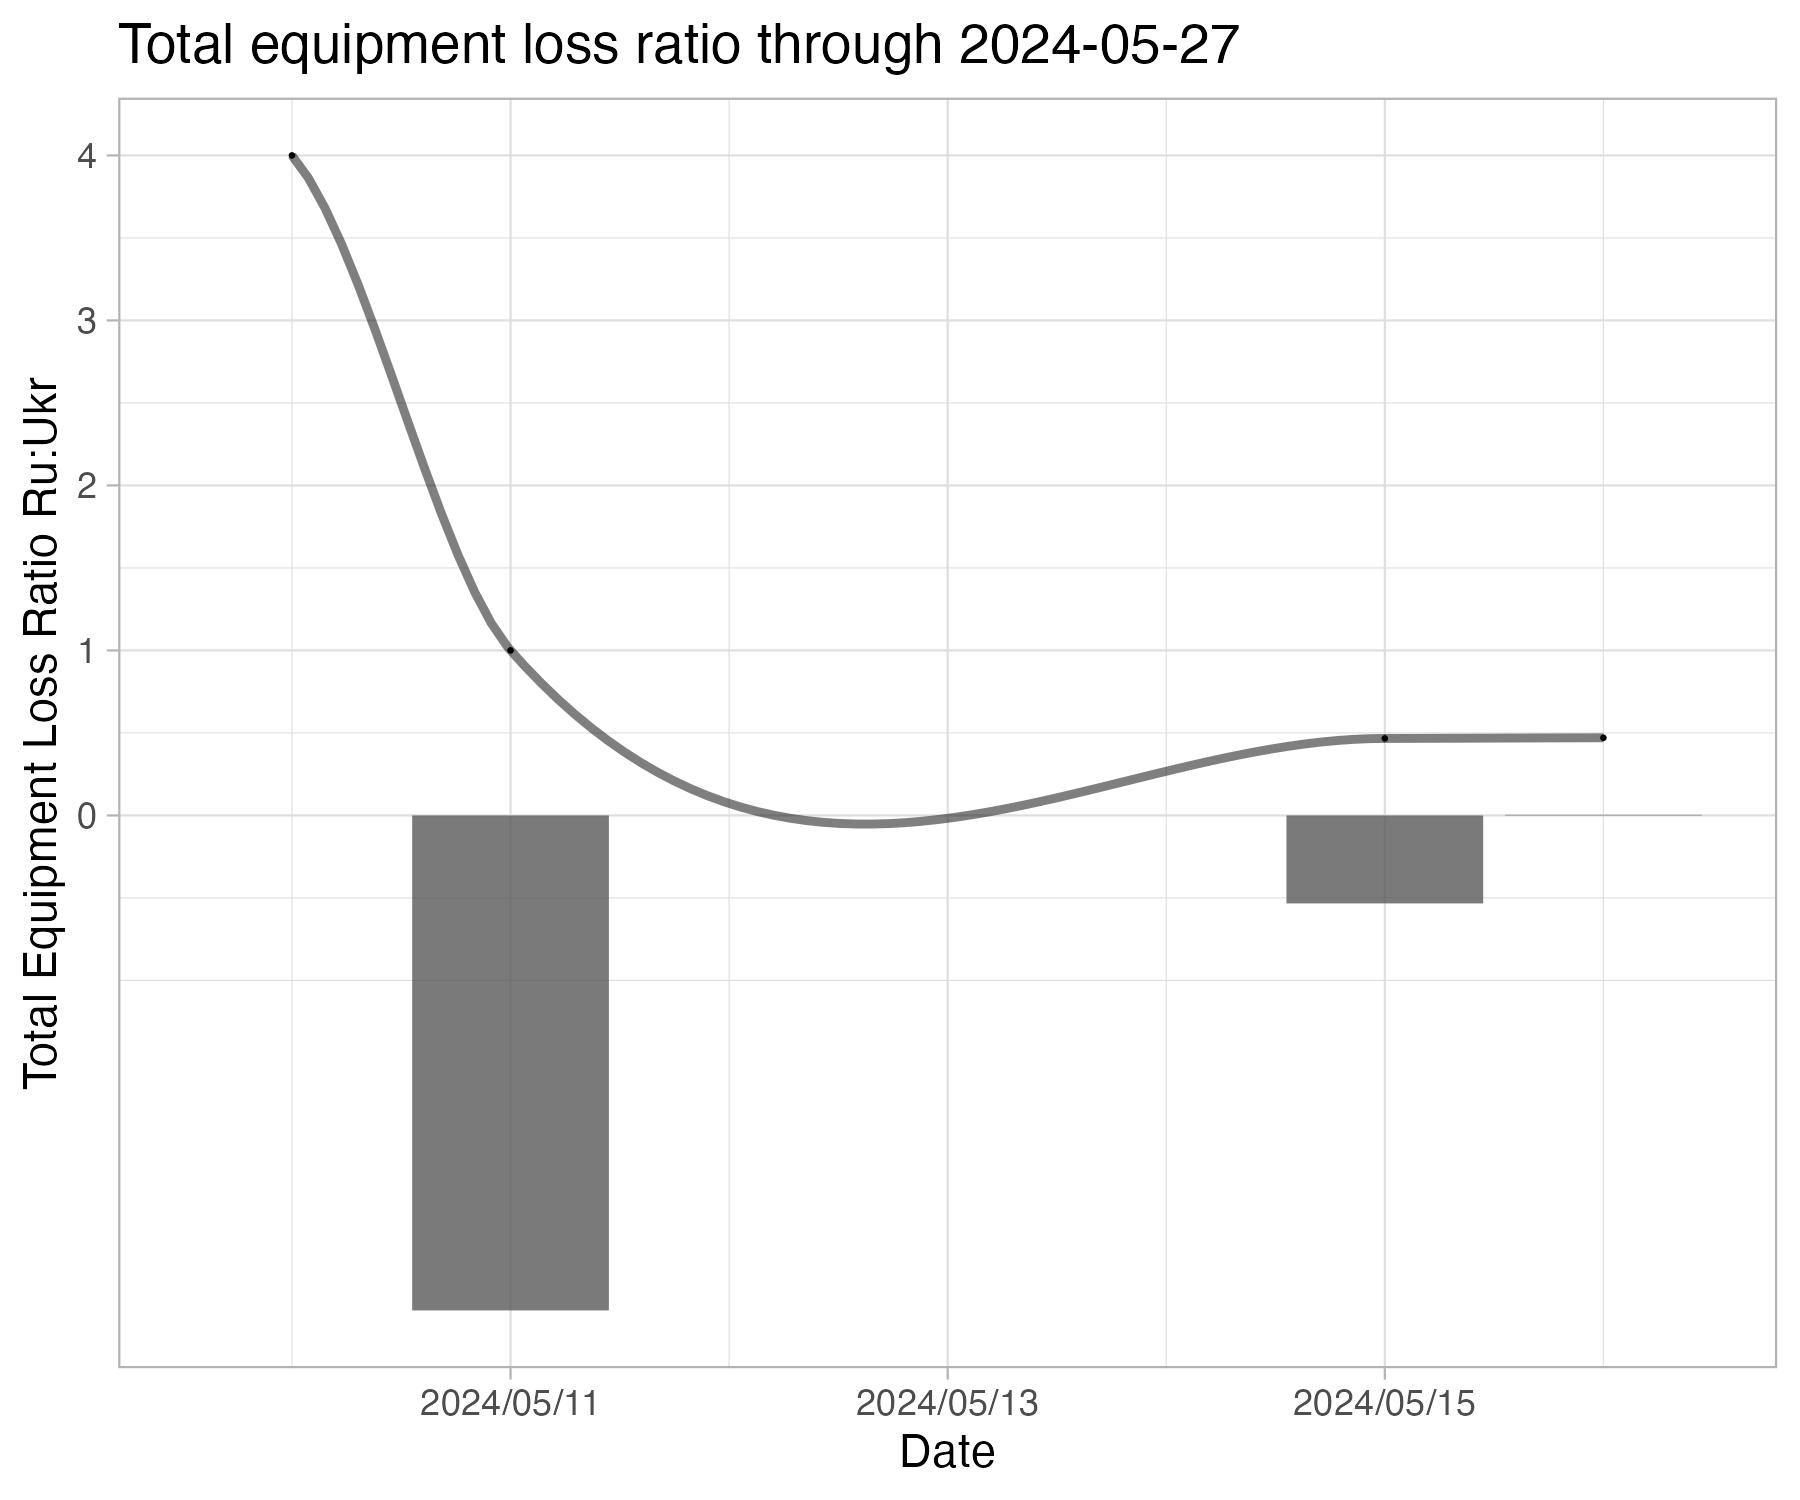 Total equipment loss ratio through 2024-05-27
Total Equipment Loss Ratio Ru:Ukr
4
3
2
1
0
2024/05/11
2024/05/13
2024/05/15
Date